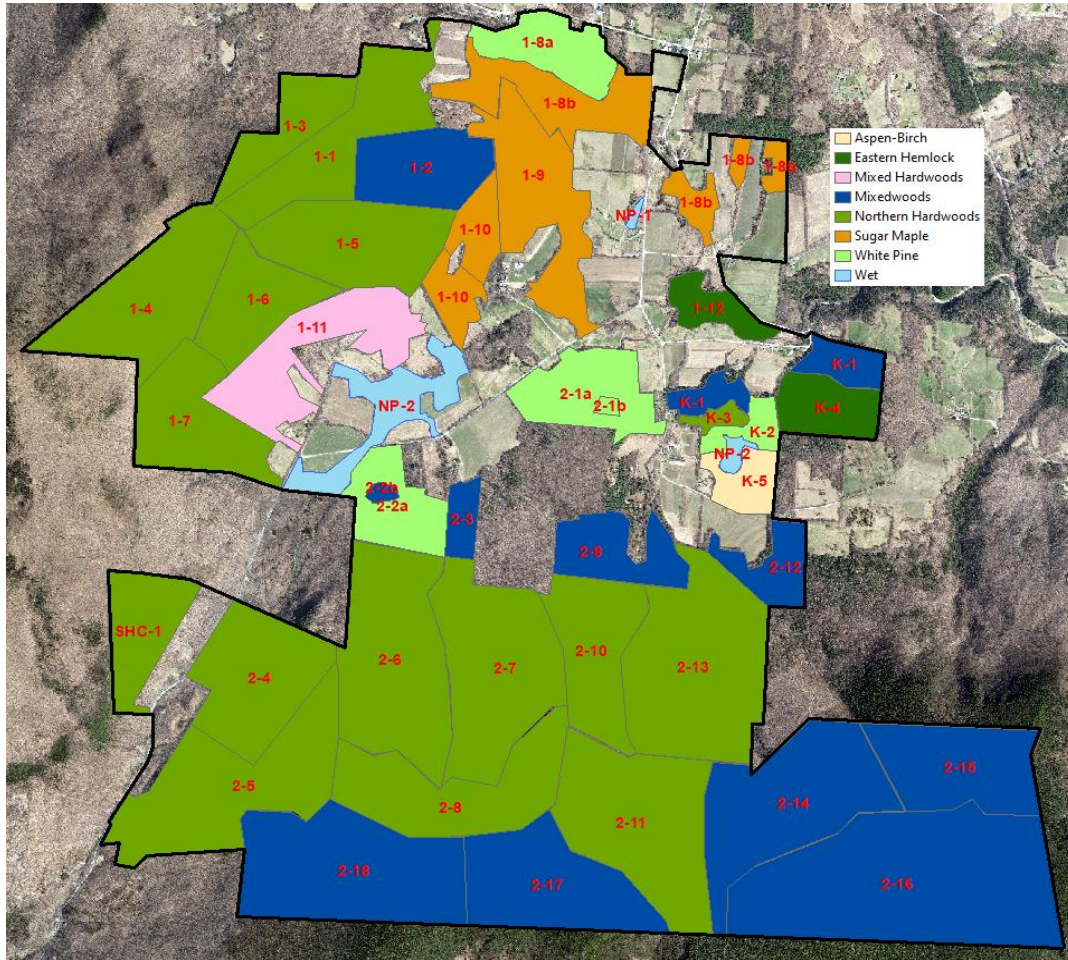 1-8a
1-8b
1-3
1-1
1-2
1-9
1-8b
1-8b
1-8b
Aspen-Birch
Eastern Hemlock
Mixed Hardwoods
Mixedwoods
Northern Hardwoods
Sugar Maple
White Pine
Wet
NP-1
1-10
1-5
1-6
1-4
1-10
1-12
1-11
K-1
2-1a
2-1b
K-1
K-3
K-4
K-2
NP-2
1-7
NP-2
K-5
2-2b
2-2a
2-3
2-9
2-12
SHC-1
2-4
2-6
2-7
2-10
2-13
2-5
2-8
2-11
2-14
2-15
2-18
2-17
2-16